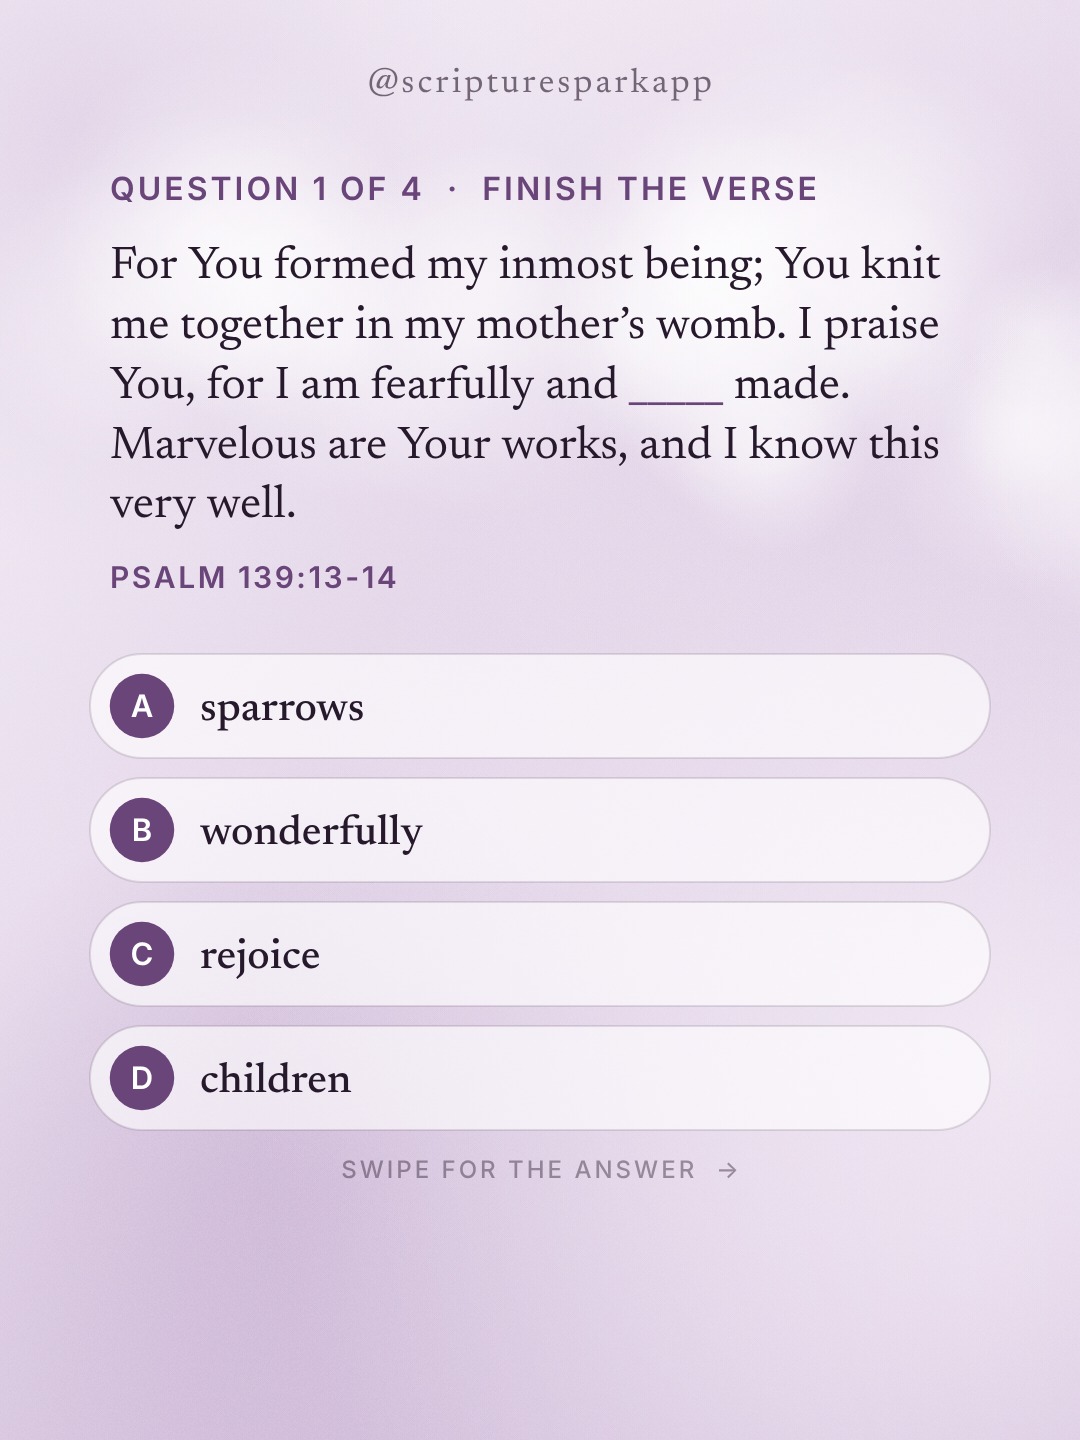 @scripturesparkapp
QUESTION 1 OF 4 · FINISH THE VERSE
For You formed my inmost being; You knit
me together in my mother’s womb. I praise
You, for I am fearfully and _____ made.
Marvelous are Your works, and I know this
very well.
PSALM 139:13-14
A sparrows
B wonderfully
C rejoice
D children
SWIPE FOR THE ANSWER →